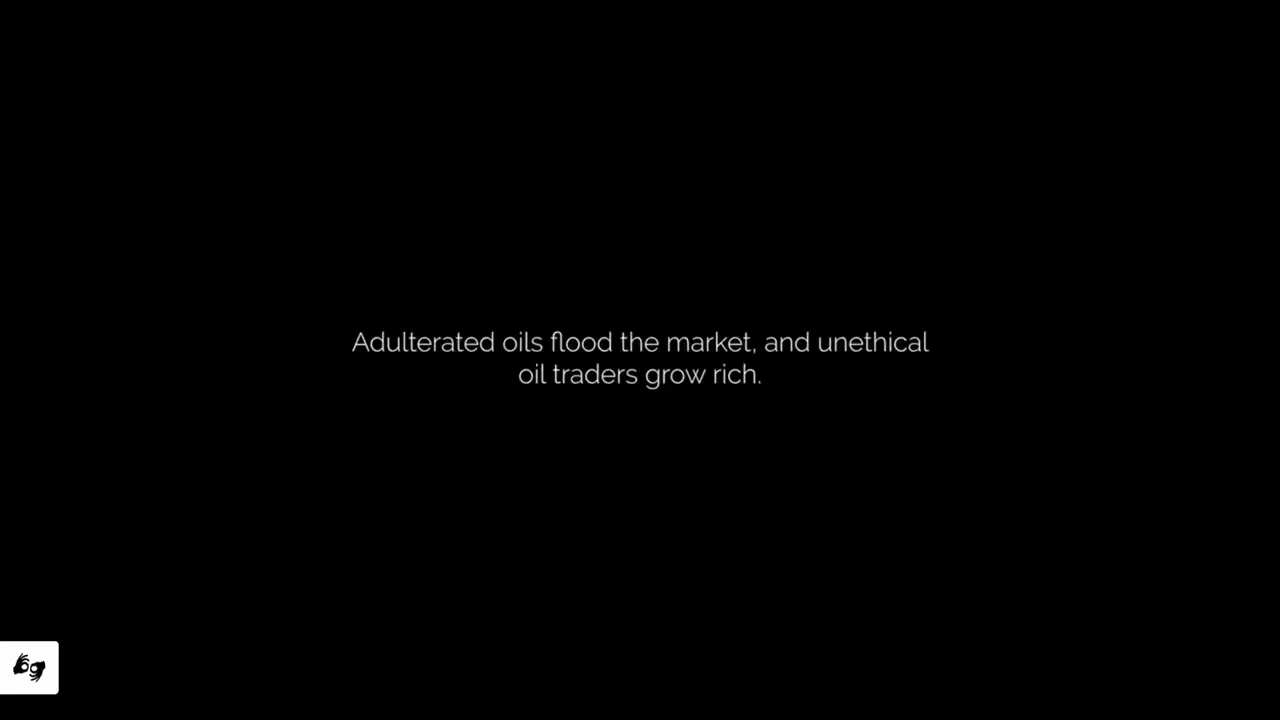 Adulterated oils flood the market, and unethical
oil traders grow rich.